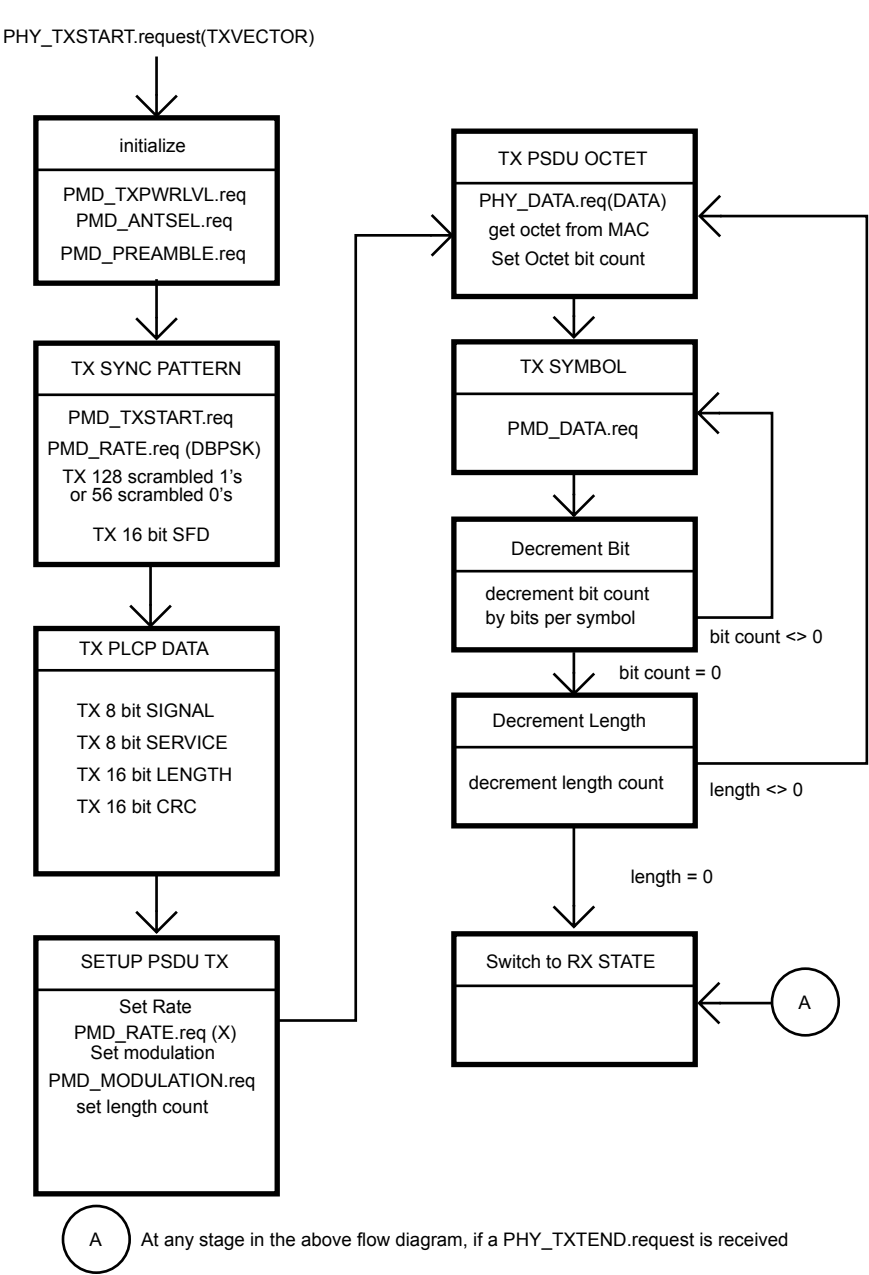 PHY_TXSTART.request(TXVECTOR)
initialize
PMD_TXPWRLVL.req
PMD_ANTSEL.req
PMD_PREAMBLE.req
TX SYNC PATTERN
PMD_TXSTART.req
PMD_RATE.req (DBPSK)
TX 128 scrambled 1's
or 56 scrambled 0's
TX 16 bit SFD
TX PLCP DATA
TX 8 bit SIGNAL
TX 8 bit SERVICE
TX 16 bit LENGTH
TX 16 bit CRC
SETUP PSDU TX
Set Rate
PMD_RATE.req (X)
Set modulation
PMD_MODULATION.req
set length count
TX PSDU OCTET
PHY_DATA.req(DATA)
get octet from MAC
Set Octet bit count
TX SYMBOL
PMD_DATA.req
Decrement Bit
decrement bit count
by bits per symbol
bit count <> 0
bit count = 0
Decrement Length
decrement length count
length <> 0
length = 0
Switch to RX STATE
A
A
At any stage in the above flow diagram, if a PHY_TXTEND.request is received